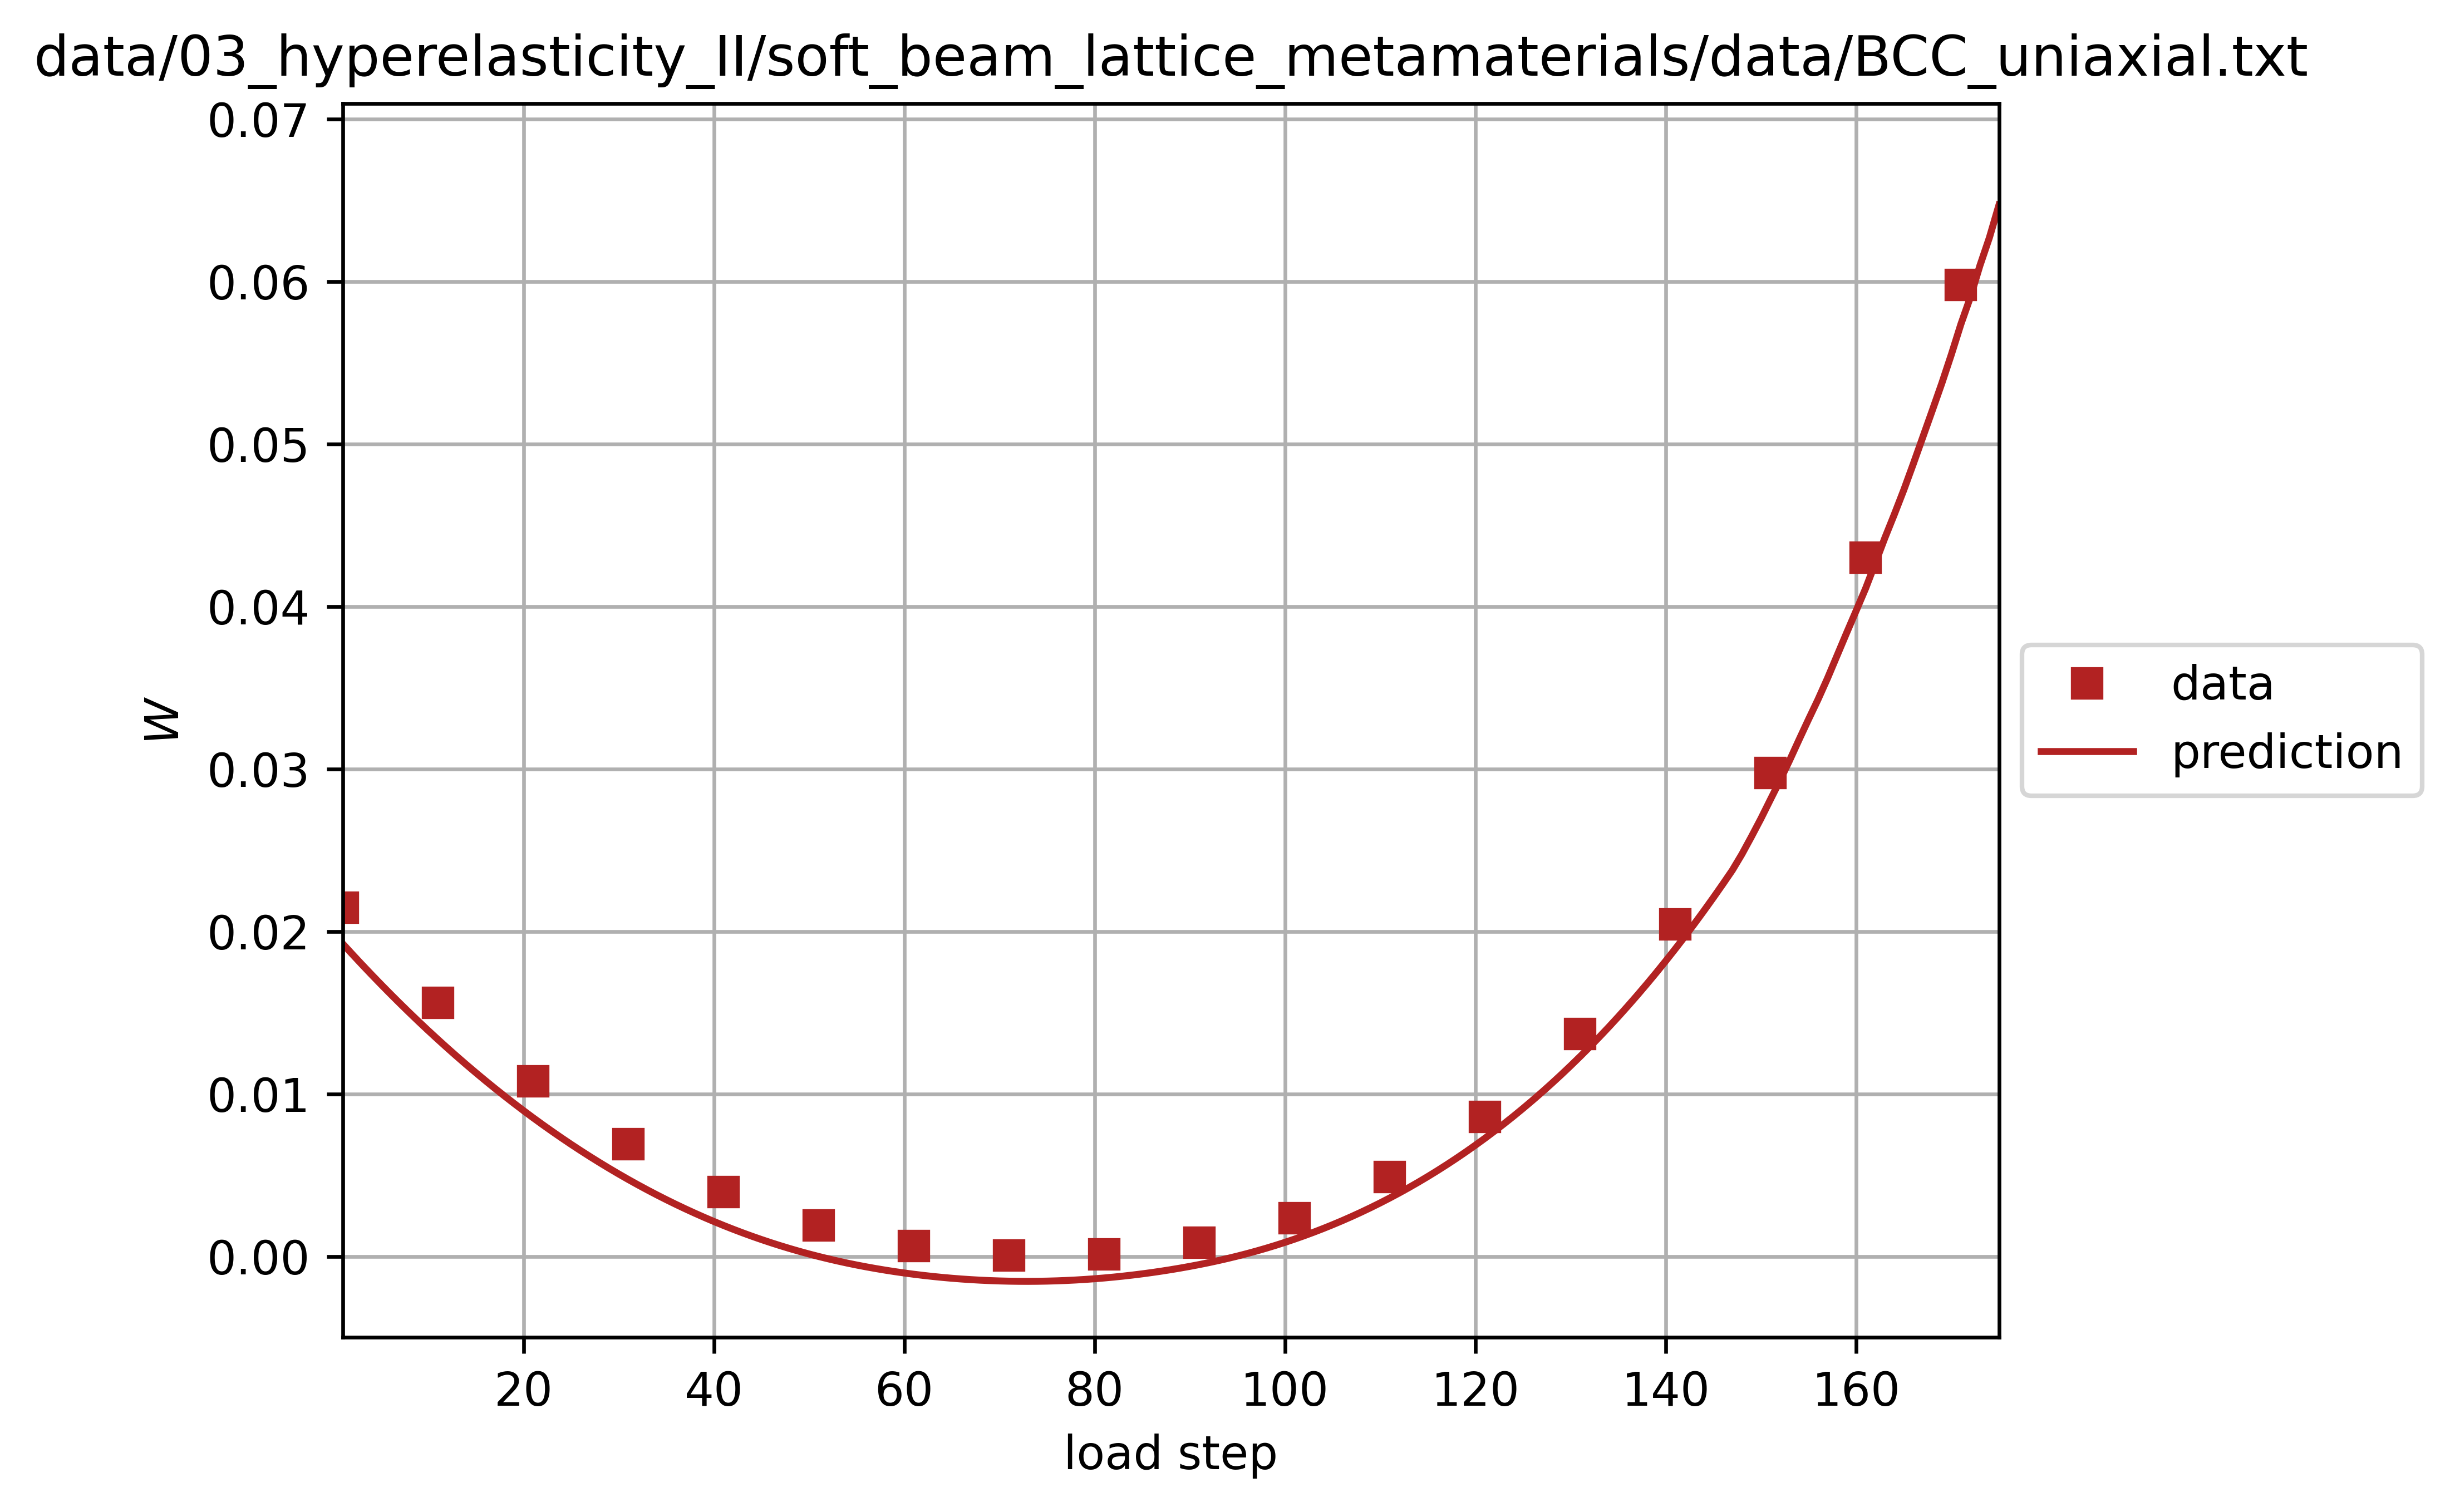 data/03_hyperelasticity_II/soft_beam_lattice_metamaterials/data/BCC_uniaxial.txt
0.07
0.06
0.05
0.04
0.03
0.02
0.01
0.00
W
20 40 60 80 100 120 140 160
load step
data
prediction